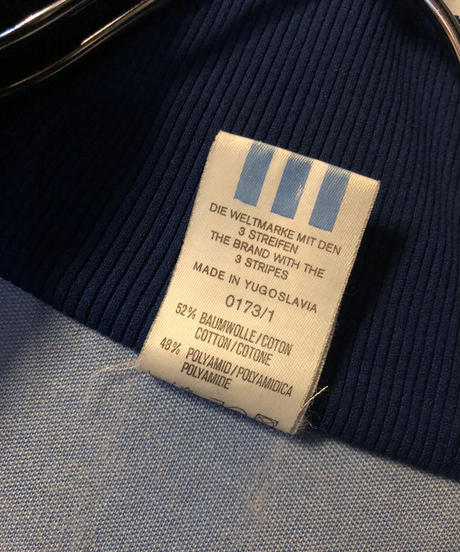 DIE WELTMARKE MIT DEN
3 STREIFEN
THE BRAND WITH THE
3 STRIPES
MADE IN YUGOSLAVIA
0173/1
52% BAUMWOLLE/COTON
COTTON/COTONE
48% POLYAMID/POLYAMIDICA
POLYAMIDE